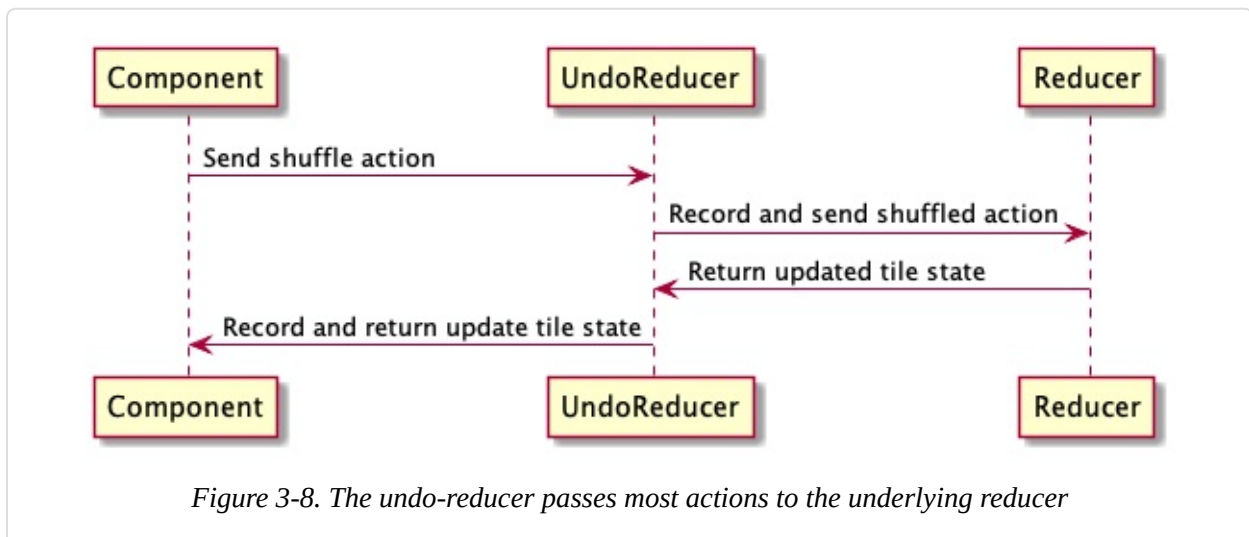 Component UndoReducer Reducer
Send shuffle action
Record and send shuffled action
Return updated tile state
Record and return update tile state
Component UndoReducer Reducer
Figure 3-8. The undo-reducer passes most actions to the underlying reducer